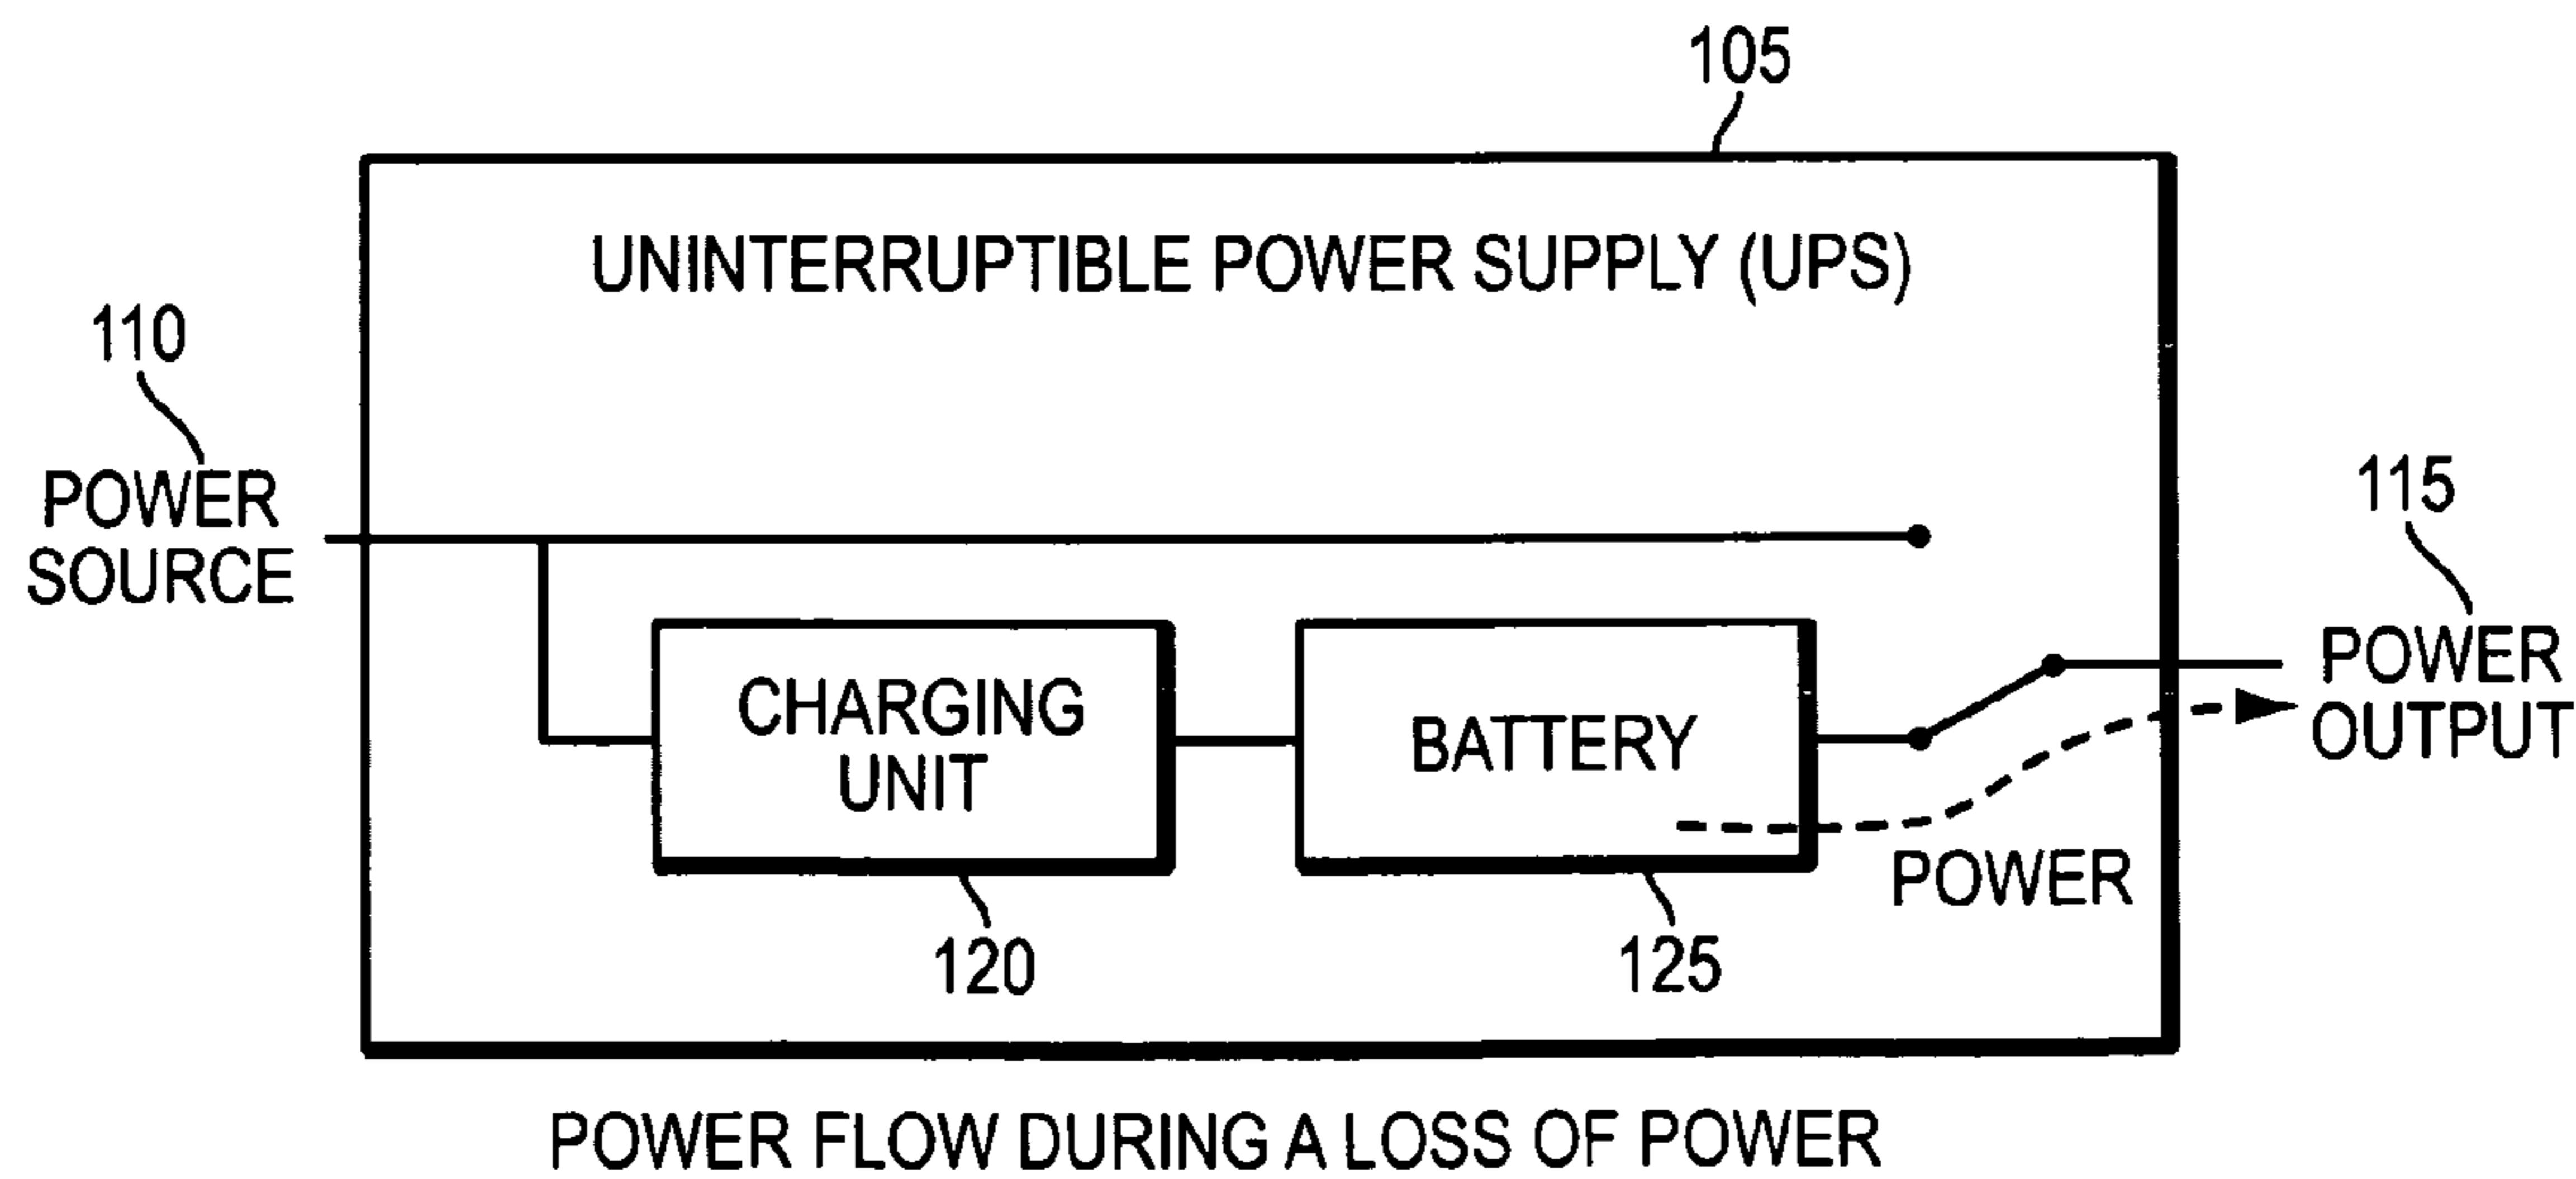 105
UNINTERRUPTIBLE POWER SUPPLY (UPS)
110
POWER
SOURCE
115
POWER
OUTPUT
CHARGING
UNIT
BATTERY
POWER
120
125
POWER FLOW DURING A LOSS OF POWER